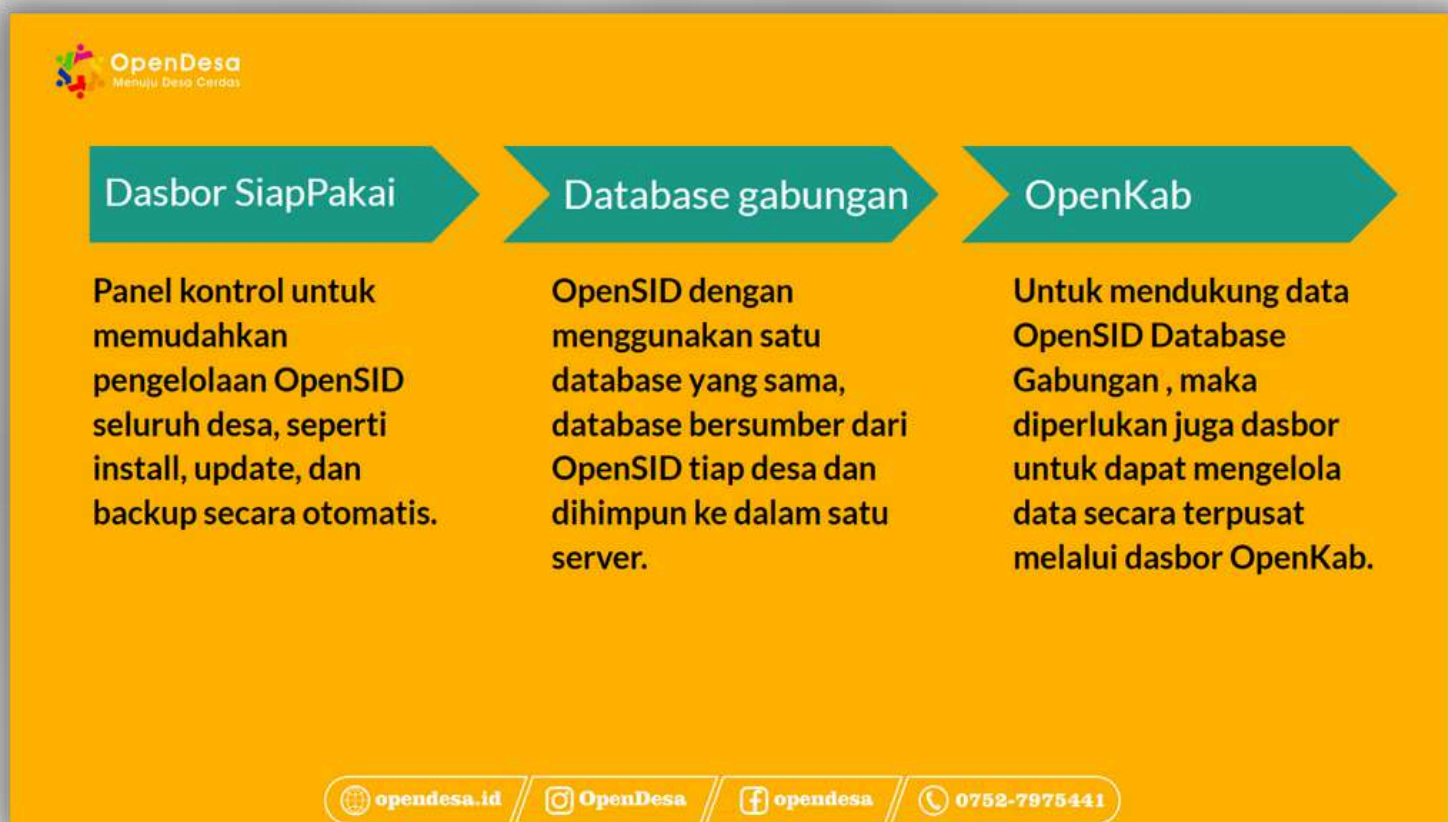 OpenDesa
Menuju Desa Cerdas
Dasbor SiapPakai
Panel kontrol untuk
memudahkan
pengelolaan OpenSID
seluruh desa, seperti
install, update, dan
backup secara otomatis.
Database gabungan
OpenSID dengan
menggunakan satu
database yang sama,
database bersumber dari
OpenSID tiap desa dan
dihimpun ke dalam satu
server.
OpenKab
Untuk mendukung data
OpenSID Database
Gabungan , maka
diperlukan juga dasbor
untuk dapat mengelola
data secara terpusat
melalui dasbor OpenKab.
opendesa.id // OpenDesa // opendesa // 0752-7975441